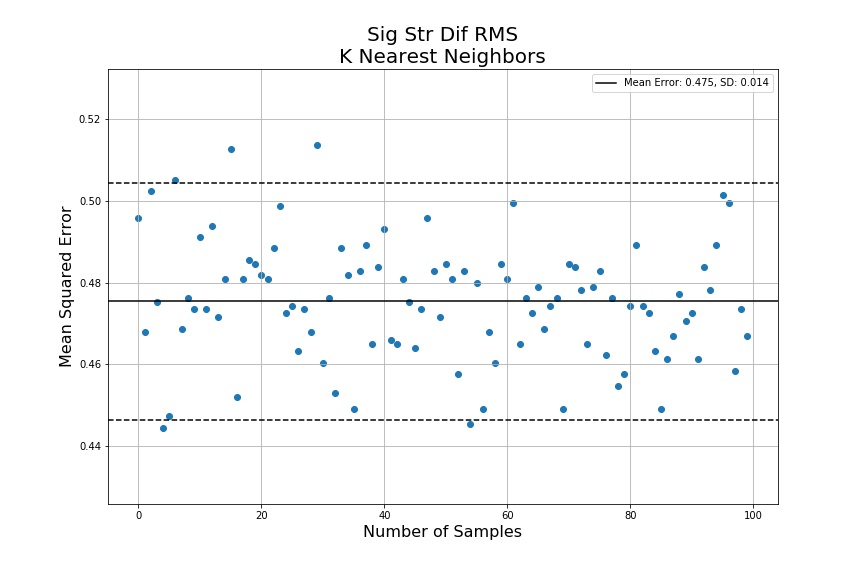 Sig Str Dif RMS
K Nearest Neighbors
Mean Error: 0.475, SD: 0.014
Mean Squared Error
0.52
0.50
0.48
0.46
0.44
0 20 40 60 80 100
Number of Samples